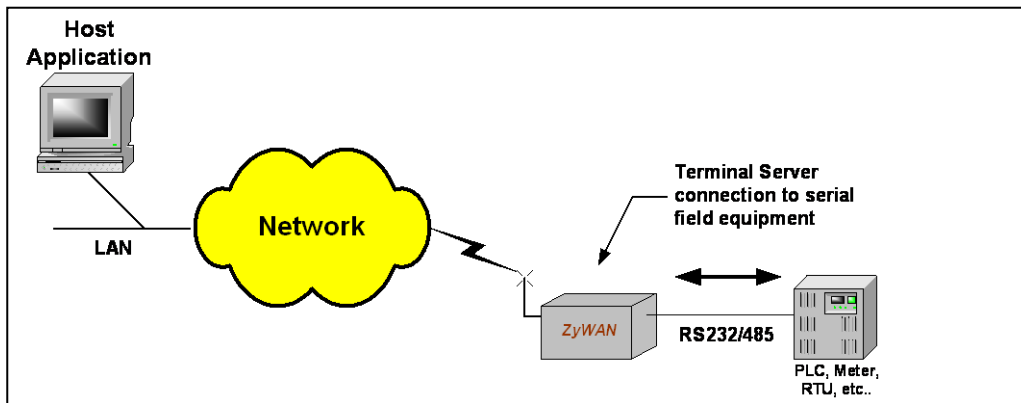 Host
Application
LAN
Network
Terminal Server
connection to serial
field equipment
ZyWAN
RS232/485
PLC, Meter,
RTU, etc..